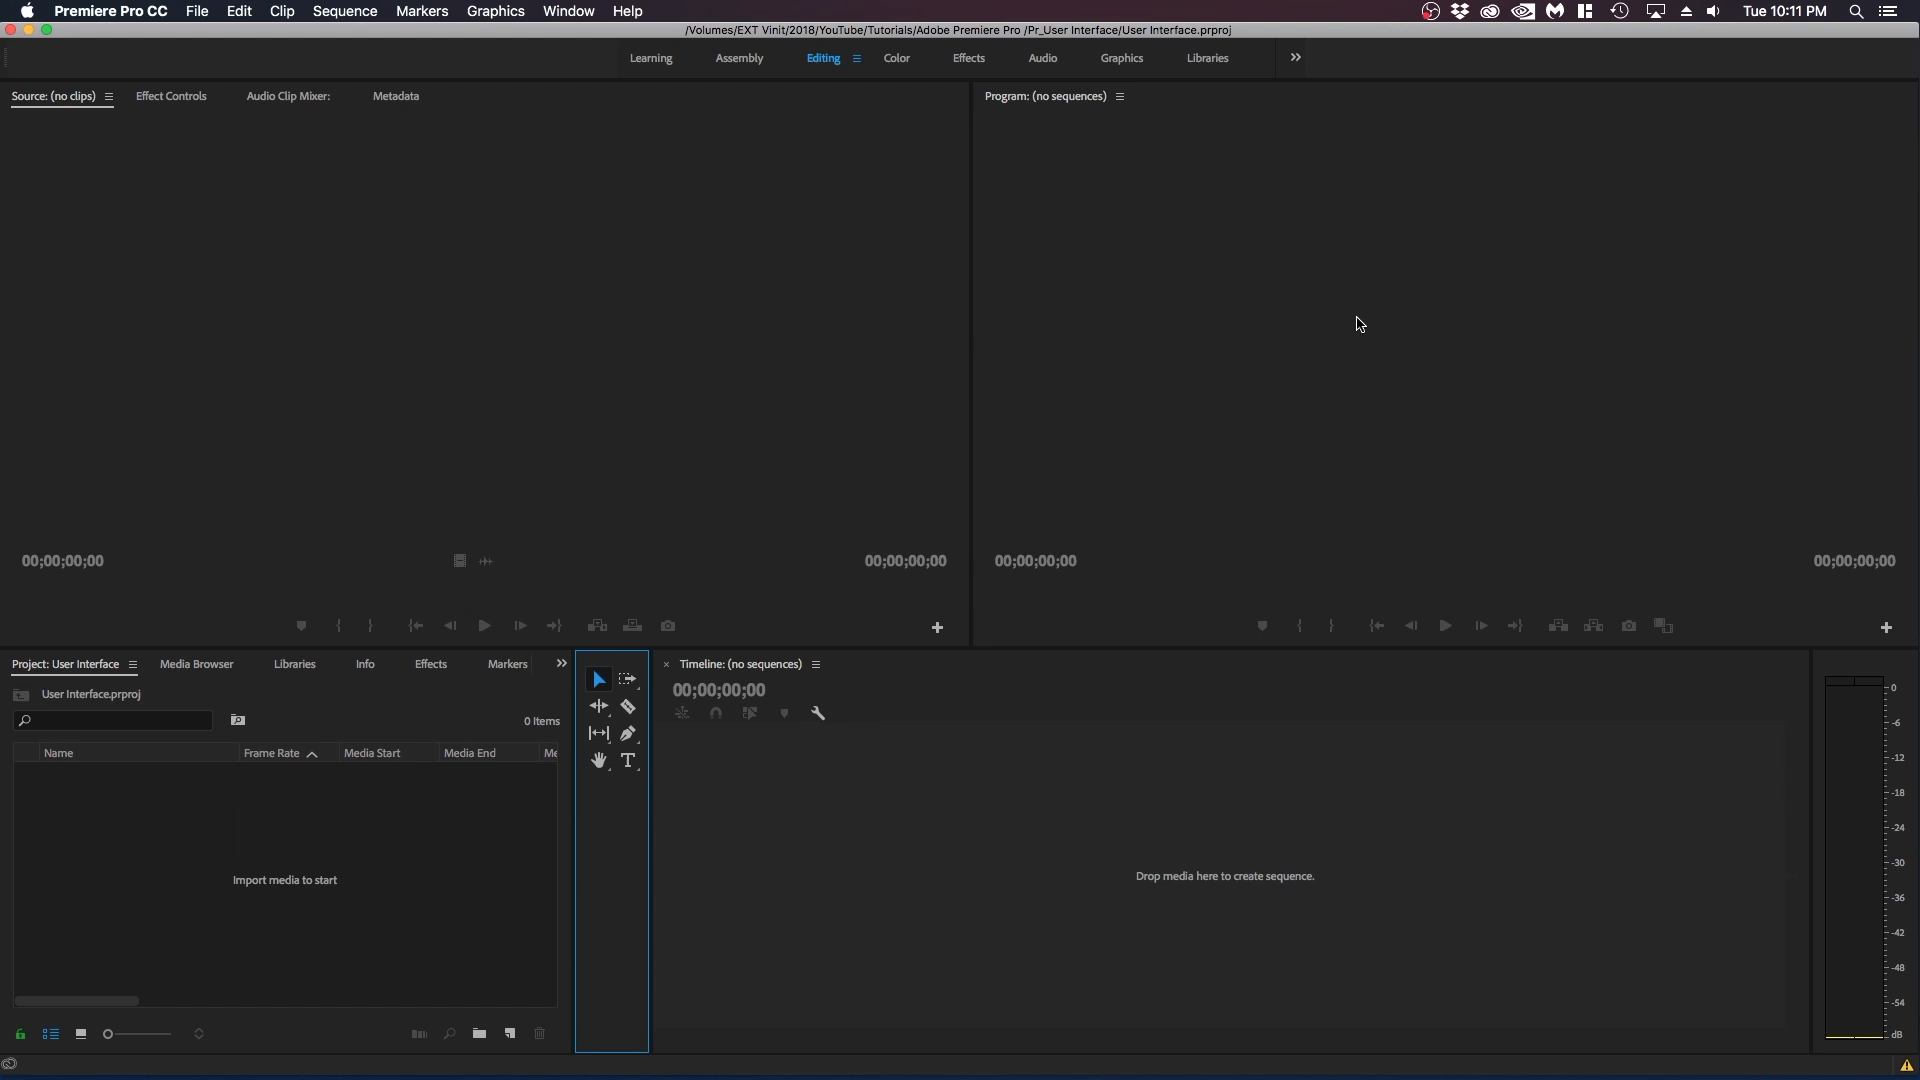 Premiere Pro CC File Edit Clip Sequence Markers Graphics Window Help Tue 10:11 PM
/Volumes/EXT Vinit/2018/YouTube/Tutorials/Adobe Premiere Pro /Pr_User Interface/User Interface.prproj
Learning Assembly Editing Color Effects Audio Graphics Libraries
Source: (no clips) Effect Controls Audio Clip Mixer: Metadata
Program: (no sequences)
00;00;00;00 00;00;00;00
00;00;00;00 00;00;00;00
Project: User Interface Media Browser Libraries Info Effects Markers
User Interface.prproj
0 Items
Name Frame Rate Media Start Media End Me
Import media to start
Timeline: (no sequences)
00;00;00;00
Drop media here to create sequence.
0
-6
-12
-18
-24
-30
-36
-42
-48
-54
dB